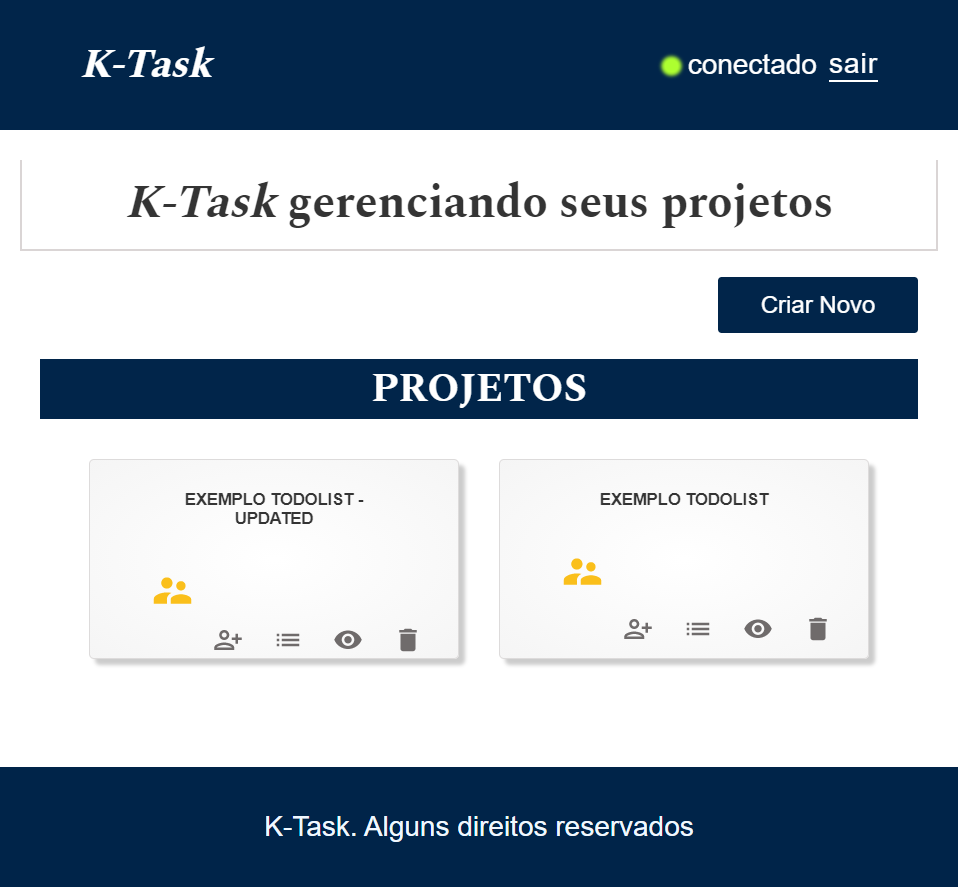 K-Task
conectado sair
K-Task gerenciando seus projetos
Criar Novo
PROJETOS
EXEMPLO TODOLIST -
UPDATED
EXEMPLO TODOLIST
K-Task. Alguns direitos reservados